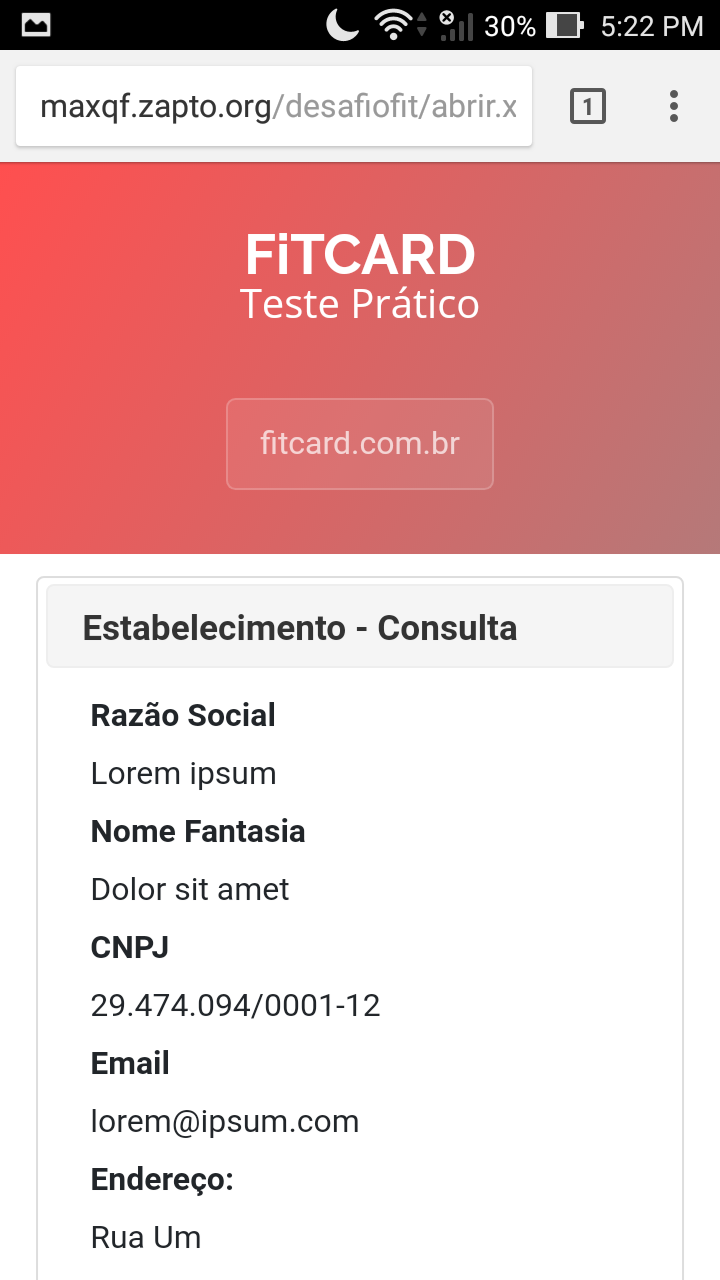 30% 5:22 PM
maxqf.zapto.org/desafiofit/abrir.x
1
FiTCARD
Teste Prático
fitcard.com.br
Estabelecimento - Consulta
Razão Social
Lorem ipsum
Nome Fantasia
Dolor sit amet
CNPJ
29.474.094/0001-12
Email
lorem@ipsum.com
Endereço:
Rua Um